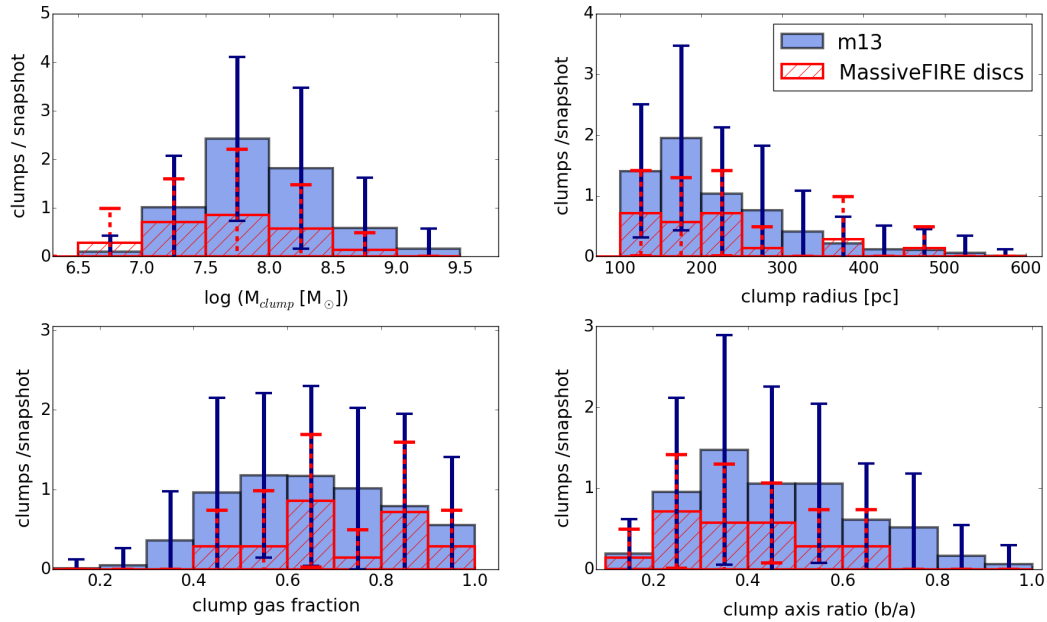 clumps / snapshot
5
4
3
2
1
0
6.5 7.0 7.5 8.0 8.5 9.0 9.5
log (M_clump [M_⊙])
clumps /snapshot
4
3
2
1
0
100 200 300 400 500 600
clump radius [pc]
m13
MassiveFIRE discs
clumps /snapshot
3
2
1
0
0.2 0.4 0.6 0.8 1.0
clump gas fraction
clumps /snapshot
3
2
1
0
0.2 0.4 0.6 0.8 1.0
clump axis ratio (b/a)